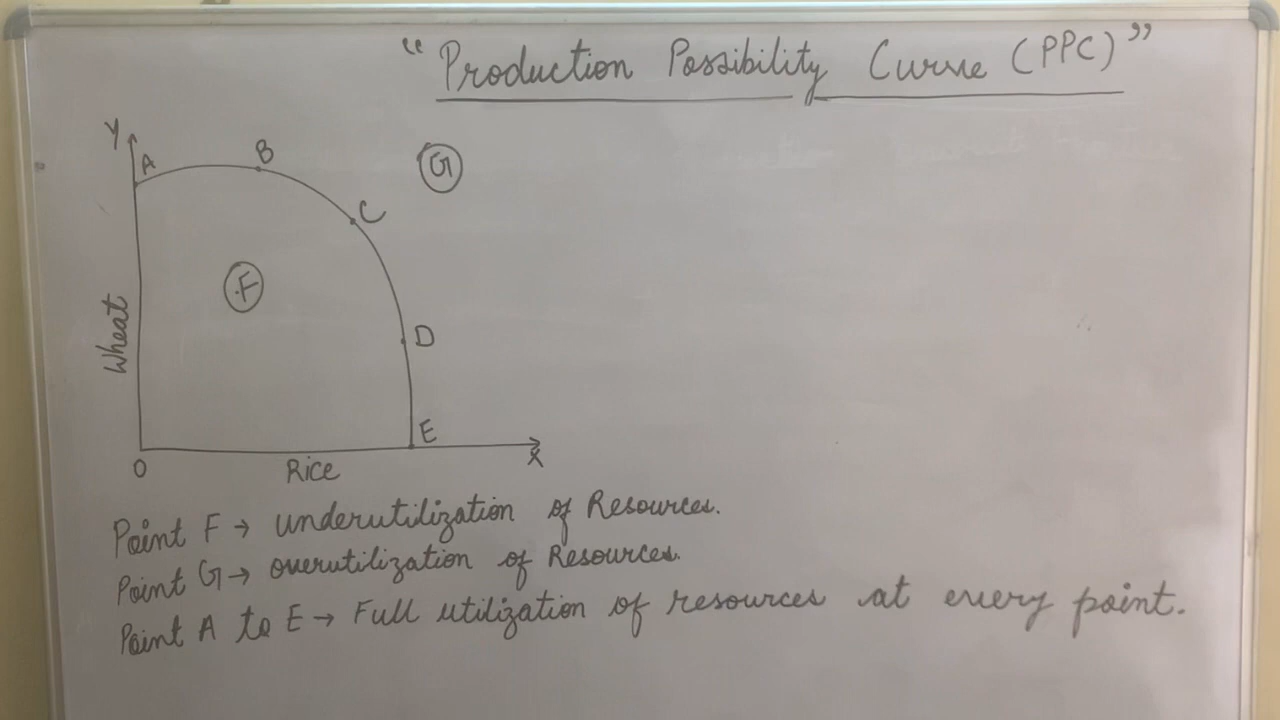 "Production Possibility Curve (PPC)"
Y
A
B
G
C
F
Wheat
D
E
O
Rice
X
Point F → underutilization of Resources.
Point G → overutilization of Resources.
Point A to E → Full utilization of resources at every point.